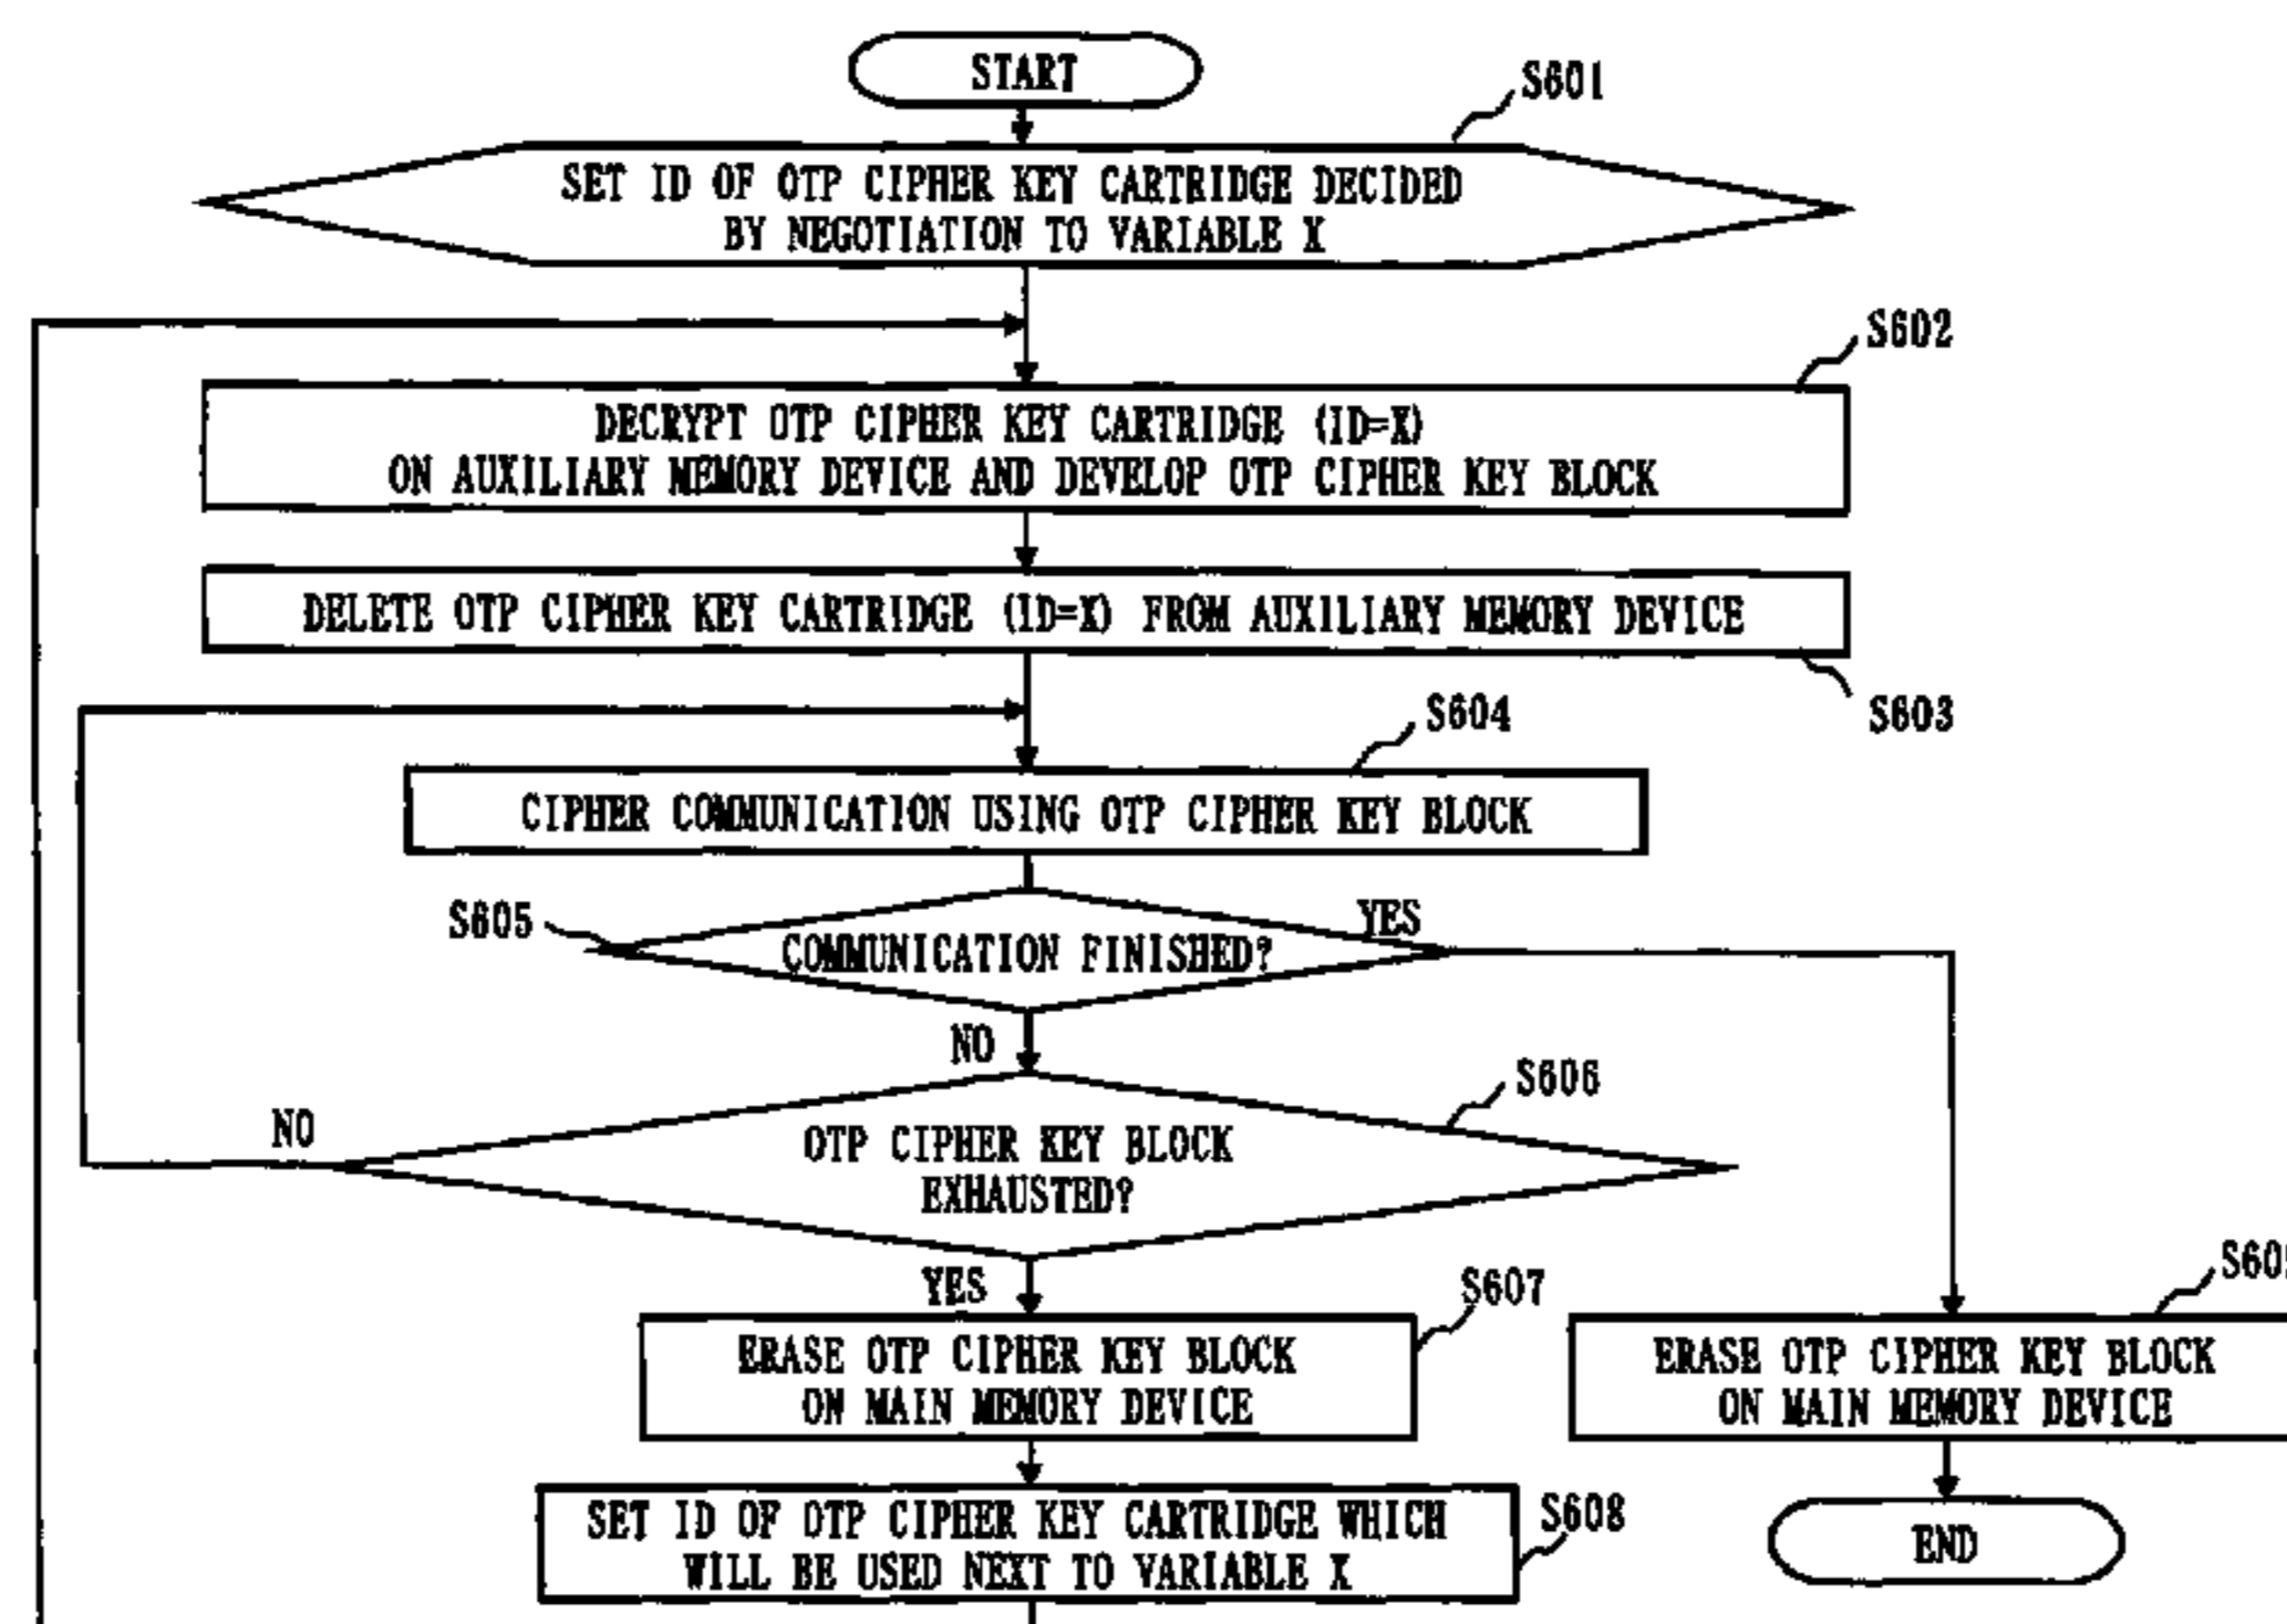 START
S601
SET ID OF OTP CIPHER KEY CARTRIDGE DECIDED
BY NEGOTIATION TO VARIABLE X
S602
DECRYPT OTP CIPHER KEY CARTRIDGE (ID=X)
ON AUXILIARY MEMORY DEVICE AND DEVELOP OTP CIPHER KEY BLOCK
DELETE OTP CIPHER KEY CARTRIDGE (ID=X) FROM AUXILIARY MEMORY DEVICE
S603
S604
CIPHER COMMUNICATION USING OTP CIPHER KEY BLOCK
S605
YES
COMMUNICATION FINISHED?
NO
S606
NO
OTP CIPHER KEY BLOCK
EXHAUSTED?
YES
S607
ERASE OTP CIPHER KEY BLOCK
ON MAIN MEMORY DEVICE
ERASE OTP CIPHER KEY BLOCK
ON MAIN MEMORY DEVICE
S608
SET ID OF OTP CIPHER KEY CARTRIDGE WHICH
WILL BE USED NEXT TO VARIABLE X
END